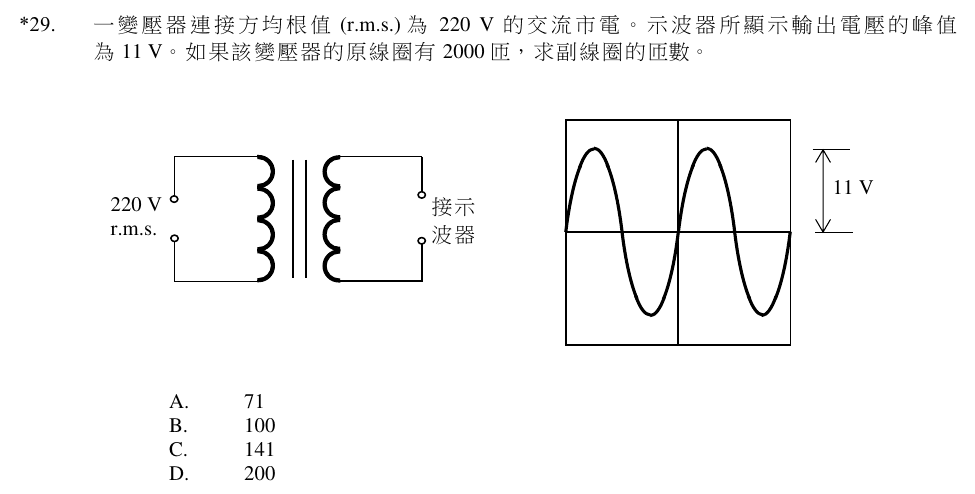 *29. 一變壓器連接方均根值 (r.m.s.) 為 220 V 的交流市電。示波器所顯示輸出電壓的峰值
為 11 V。如果該變壓器的原線圈有 2000 匝，求副線圈的匝數。
220 V
r.m.s.
接示
波器
11 V
A. 71
B. 100
C. 141
D. 200